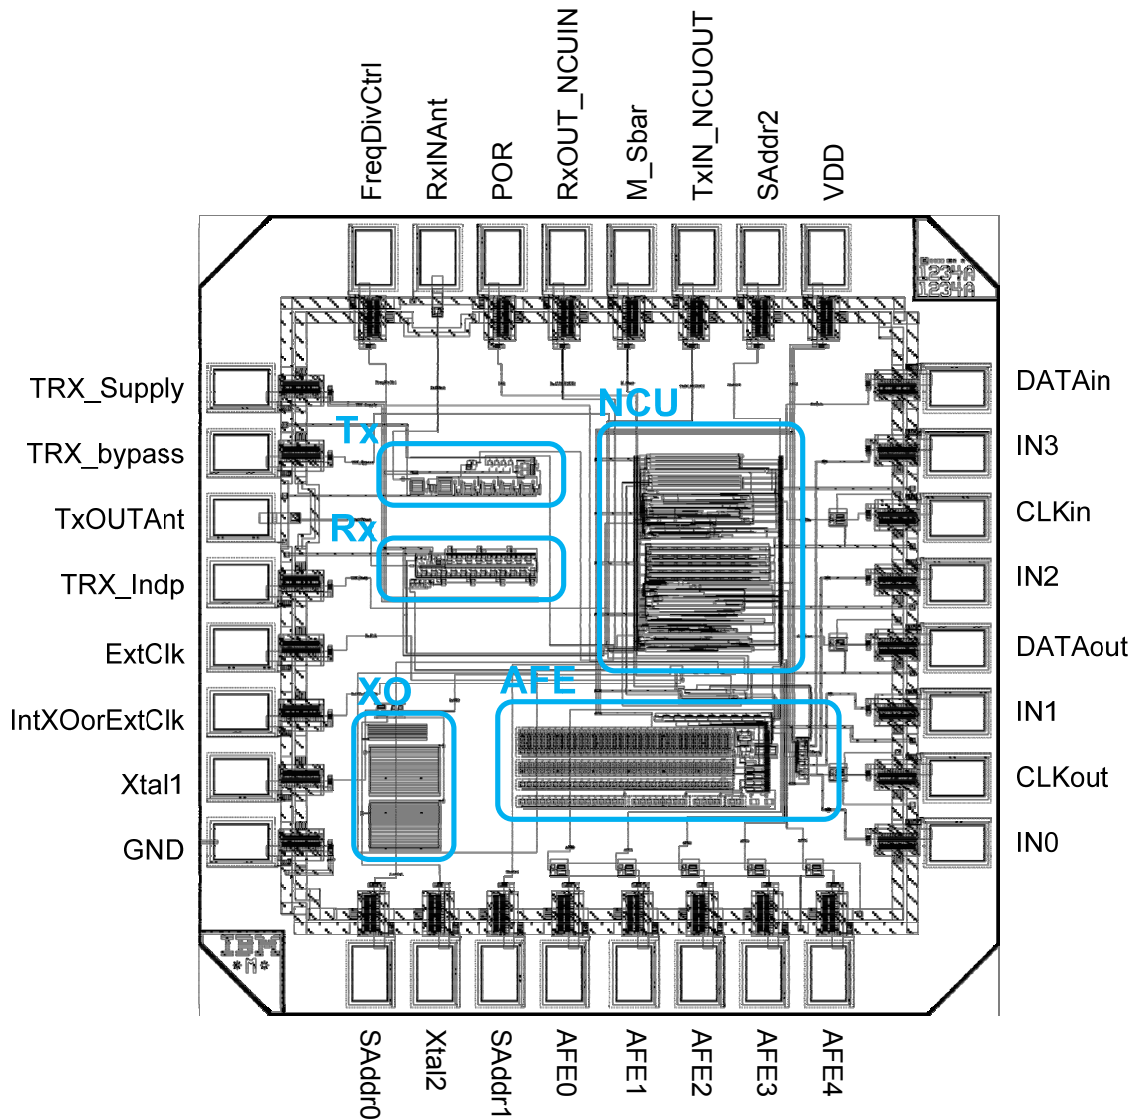 FreqDivCtrl
RxINAnt
POR
RxOUT_NCUIN
M_Sbar
TxIN_NCUOUT
SAddr2
VDD
1234A
1234A
TRX_Supply
TRX_bypass
TxOUTAnt
TRX_Indp
ExtClk
IntXOorExtClk
Xtal1
GND
DATAin
IN3
CLKin
IN2
DATAout
IN1
CLKout
IN0
NCU
Tx
Rx
AFE
XO
IBM
*M*
SAddr0
Xtal2
SAddr1
AFE0
AFE1
AFE2
AFE3
AFE4